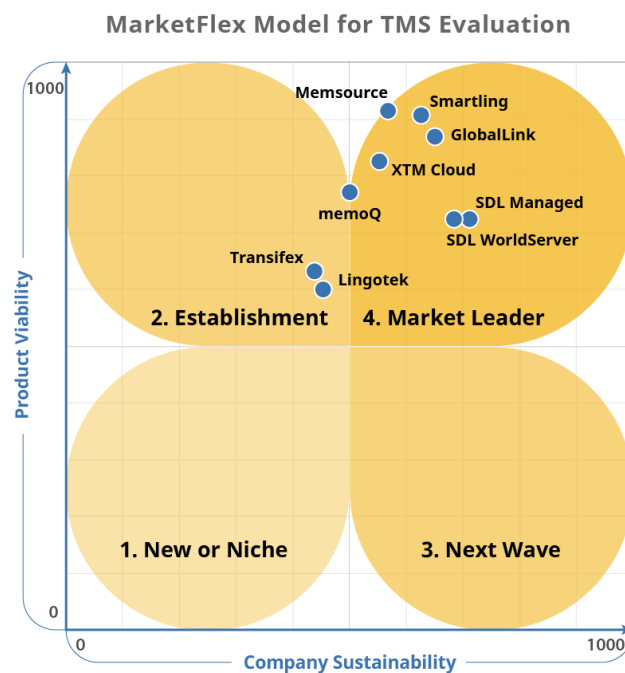 MarketFlex Model for TMS Evaluation
1000
Memsource
Smartling
GlobalLink
XTM Cloud
SDL Managed
memoQ
SDL WorldServer
Transifex
Lingotek
2. Establishment
4. Market Leader
Product Viability
1. New or Niche
3. Next Wave
0
0
1000
Company Sustainability